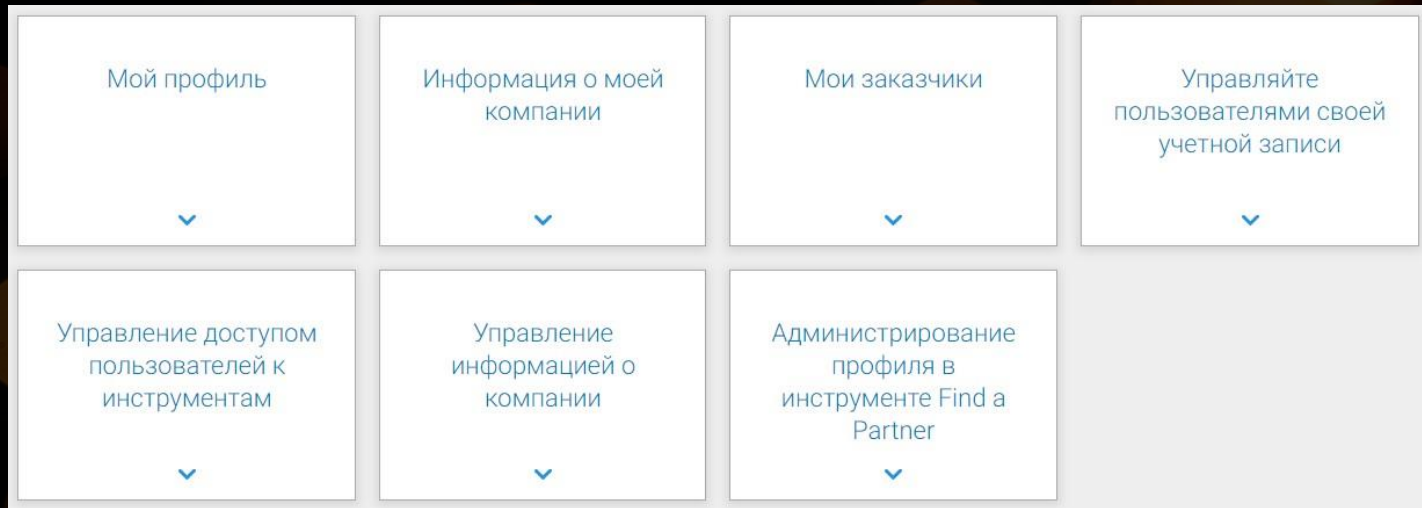 Мой профиль
Информация о моей
компании
Мои заказчики
Управляйте
пользователями своей
учетной записи
Управление доступом
пользователей к
инструментам
Управление
информацией о
компании
Администрирование
профиля в
инструменте Find a
Partner